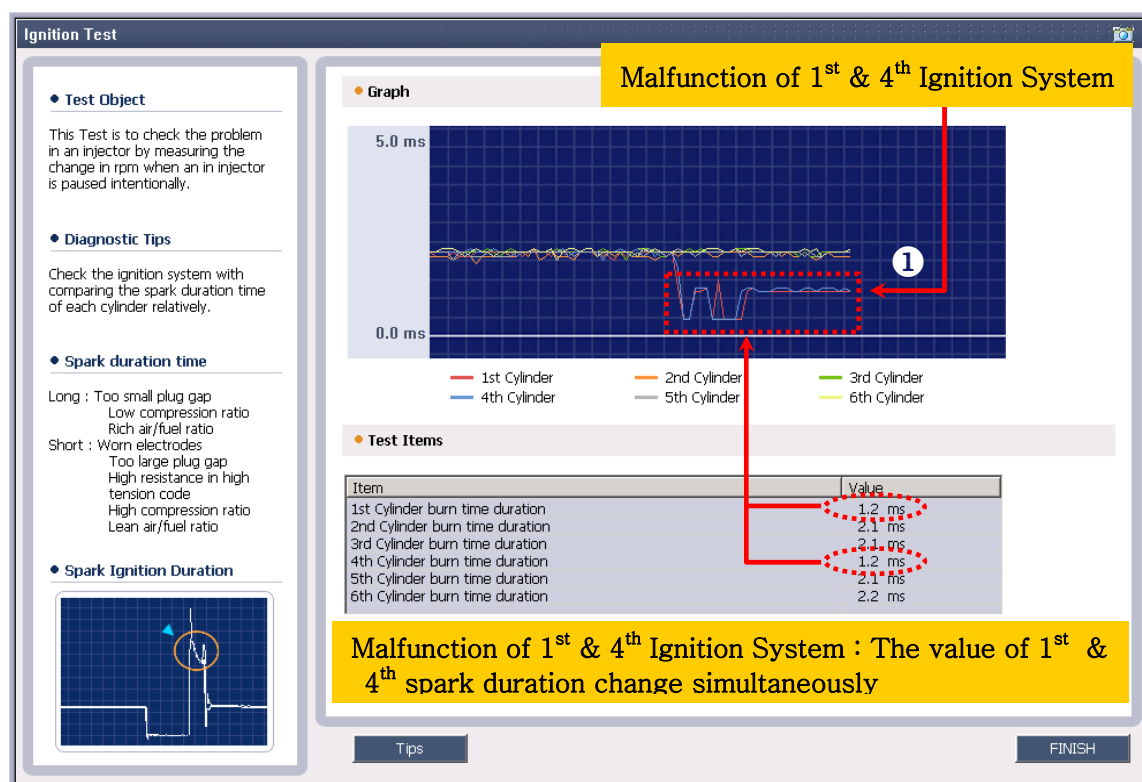 Ignition Test
Malfunction of 1st & 4th Ignition System
• Test Object
This Test is to check the problem
in an injector by measuring the
change in rpm when an in injector
is paused intentionally.
• Diagnostic Tips
Check the ignition system with
comparing the spark duration time
of each cylinder relatively.
• Spark duration time
Long : Too small plug gap
Low compression ratio
Rich air/fuel ratio
Short : Worn electrodes
Too large plug gap
High resistance in high
tension code
High compression ratio
Lean air/fuel ratio
• Spark Ignition Duration
• Graph
5.0 ms
❶
0.0 ms
1st Cylinder 2nd Cylinder 3rd Cylinder
4th Cylinder 5th Cylinder 6th Cylinder
• Test Items
Item Value
1st Cylinder burn time duration 1.2 ms
2nd Cylinder burn time duration 2.1 ms
3rd Cylinder burn time duration 2.1 ms
4th Cylinder burn time duration 1.2 ms
5th Cylinder burn time duration 2.1 ms
6th Cylinder burn time duration 2.2 ms
Malfunction of 1st & 4th Ignition System : The value of 1st &
4th spark duration change simultaneously
Tips FINISH